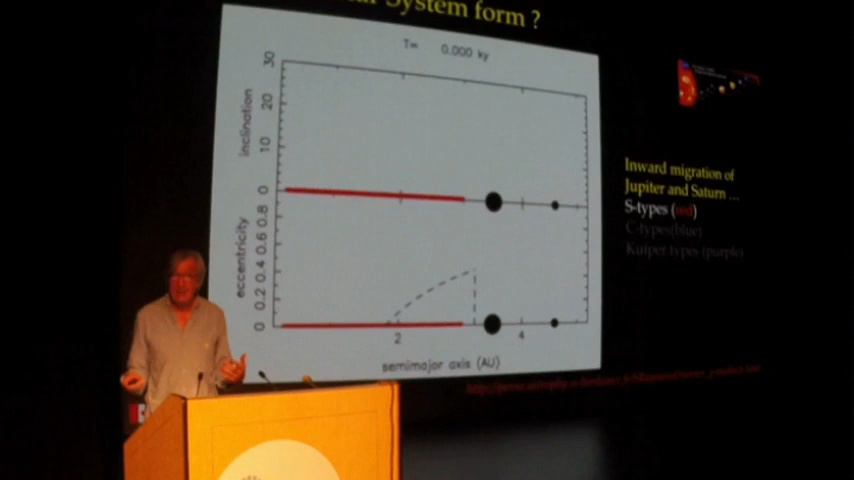 System form ?
T= 0.000 ky
inclination
30
20
10
0
eccentricity
0.8
0.6
0.4
0.2
0
2
4
semimajor axis (AU)
Inward migration of
Jupiter and Saturn ...
S-types (red)
C-types(blue)
Kuiper types (purple)